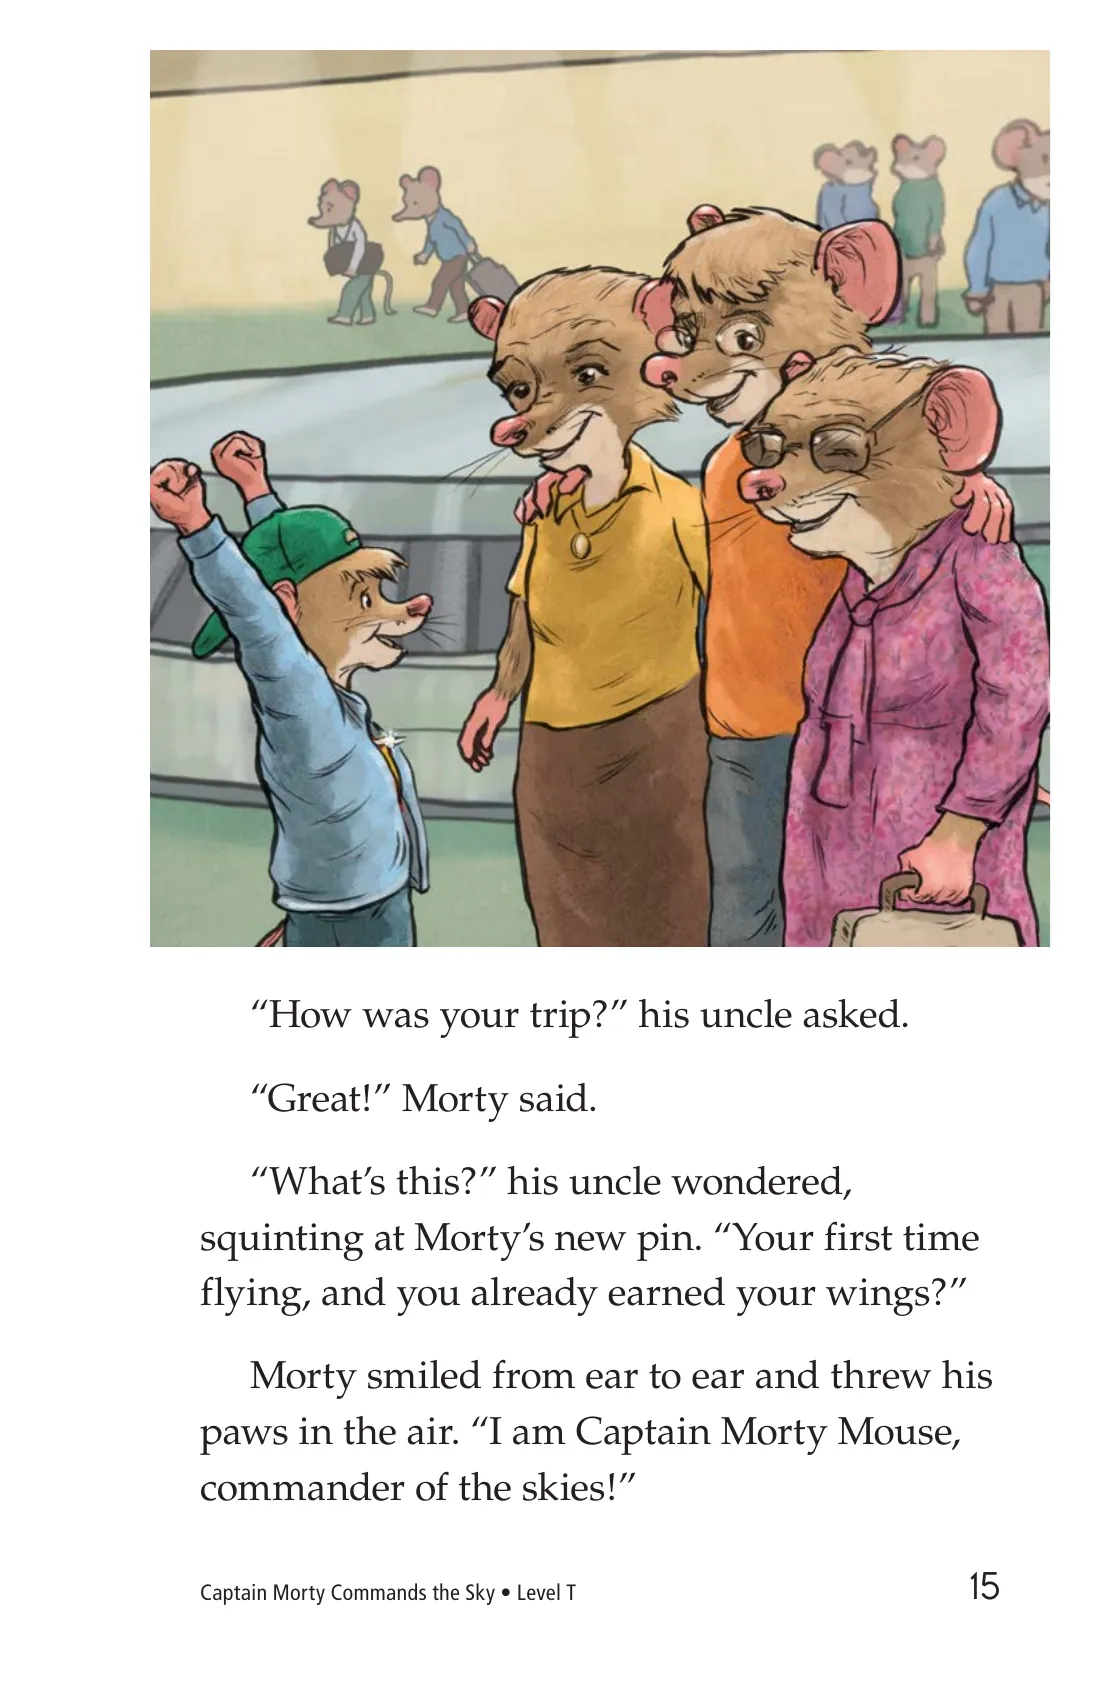 “How was your trip?” his uncle asked.
“Great!” Morty said.
“What’s this?” his uncle wondered,
squinting at Morty’s new pin. “Your first time
flying, and you already earned your wings?”
Morty smiled from ear to ear and threw his
paws in the air. “I am Captain Morty Mouse,
commander of the skies!”
Captain Morty Commands the Sky • Level T
15